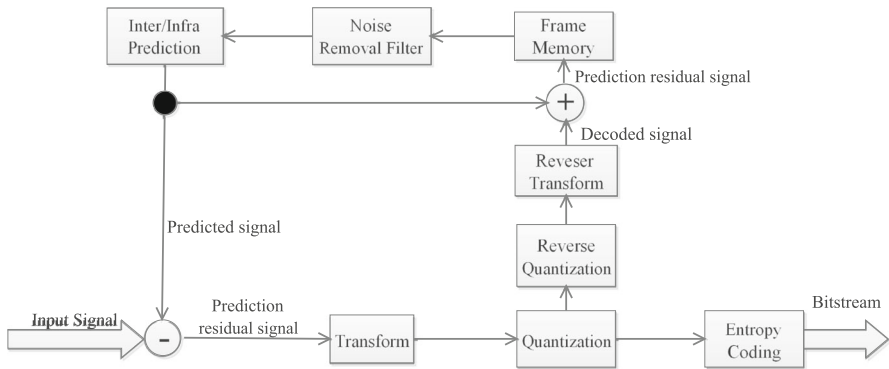 Inter/Infra
Prediction
Noise
Removal Filter
Frame
Memory
Prediction residual signal
+
Decoded signal
Reveser
Transform
Predicted signal
Reverse
Quantization
Input Signal
-
Prediction
residual signal
Transform
Quantization
Entropy
Coding
Bitstream